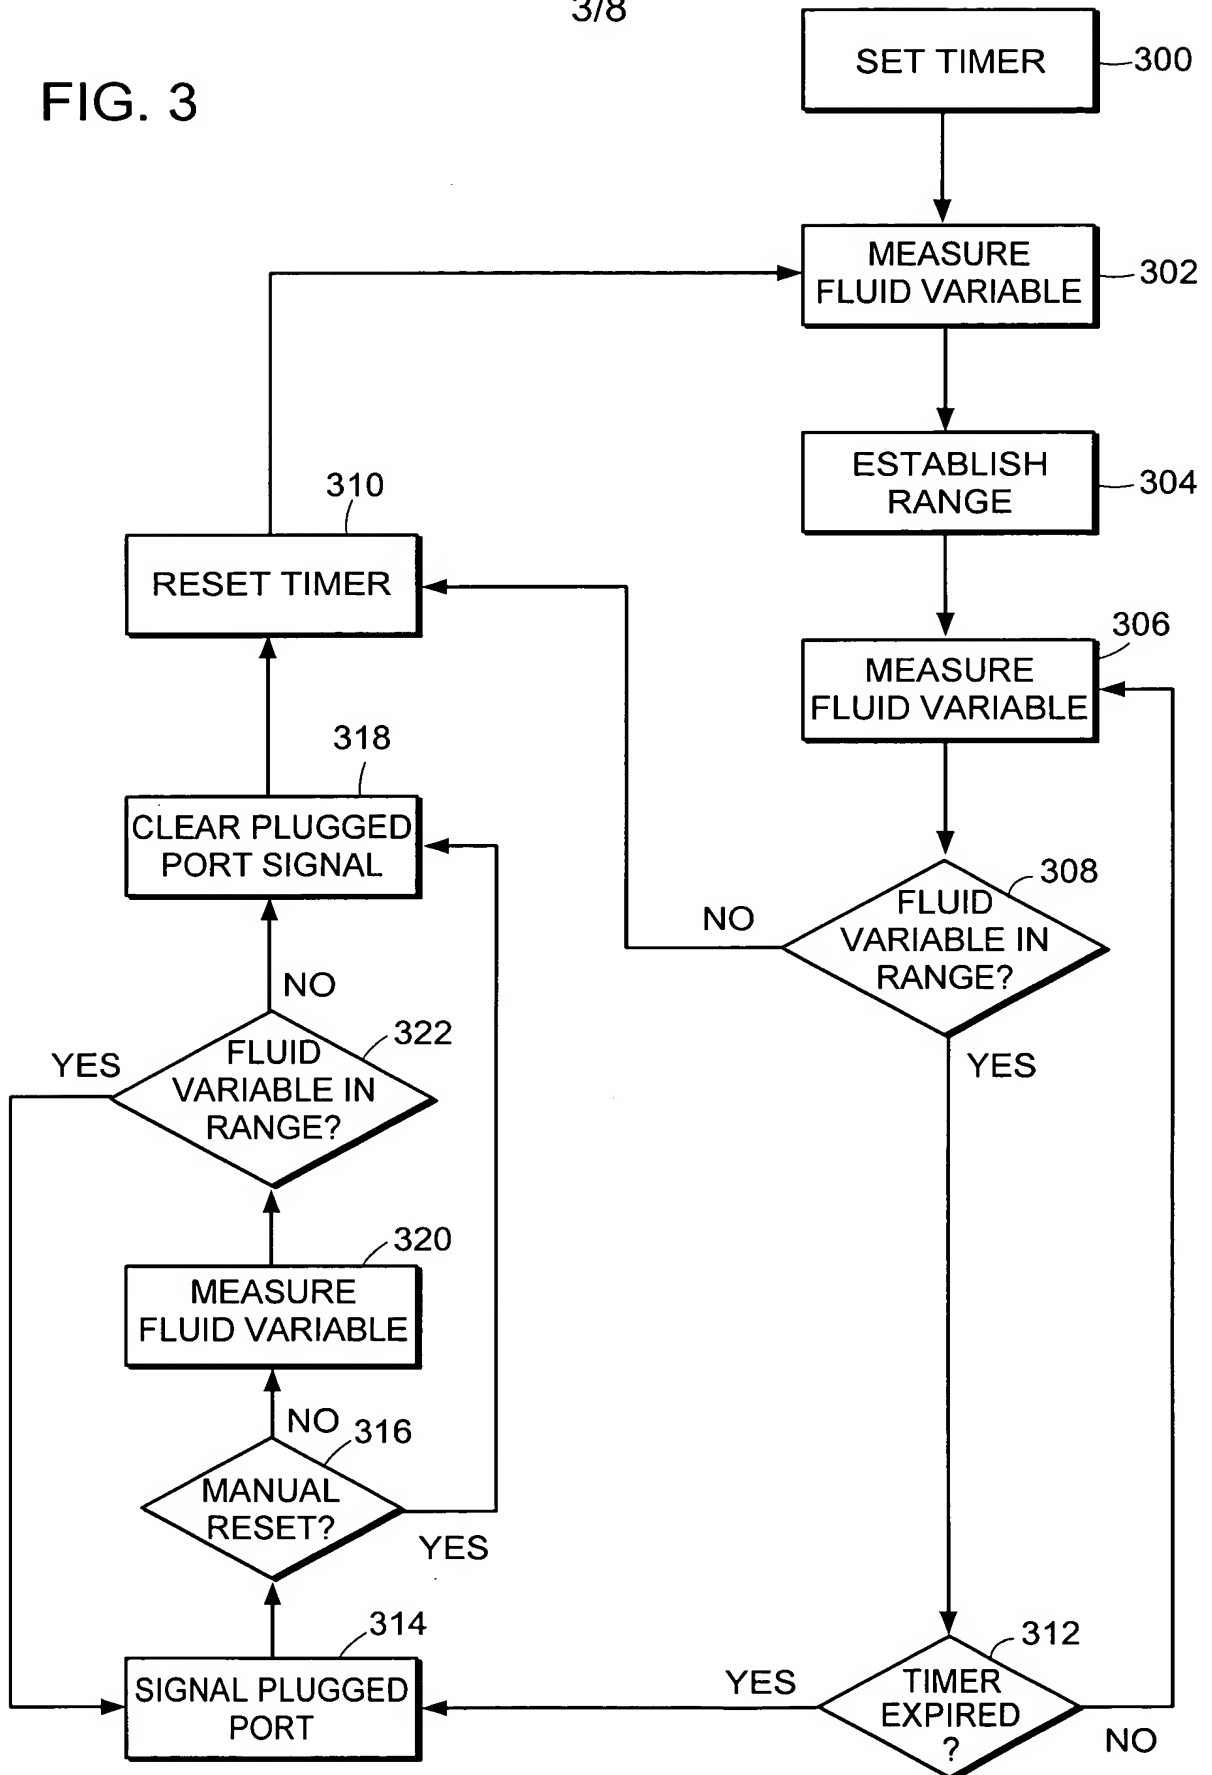 3/8
FIG. 3
SET TIMER
300
MEASURE
FLUID VARIABLE
302
ESTABLISH
RANGE
304
310
RESET TIMER
306
MEASURE
FLUID VARIABLE
318
CLEAR PLUGGED
PORT SIGNAL
308
FLUID
VARIABLE IN
RANGE?
NO
YES
NO
322
FLUID
VARIABLE IN
RANGE?
YES
320
MEASURE
FLUID VARIABLE
NO
316
MANUAL
RESET?
YES
314
SIGNAL PLUGGED
PORT
312
TIMER
EXPIRED
?
YES
NO